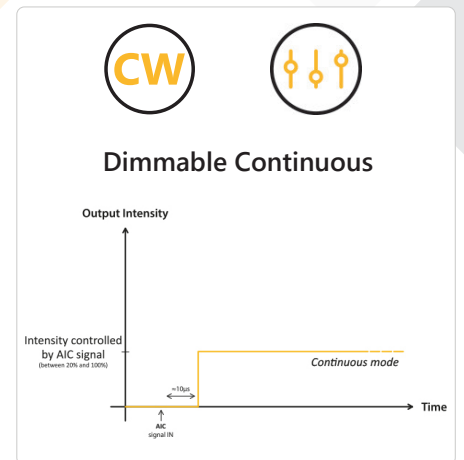 CW
Dimmable Continuous
Output Intensity
Intensity controlled
by AIC signal
(between 20% and 100%)
Continuous mode
≈10µs
Time
AIC
signal IN